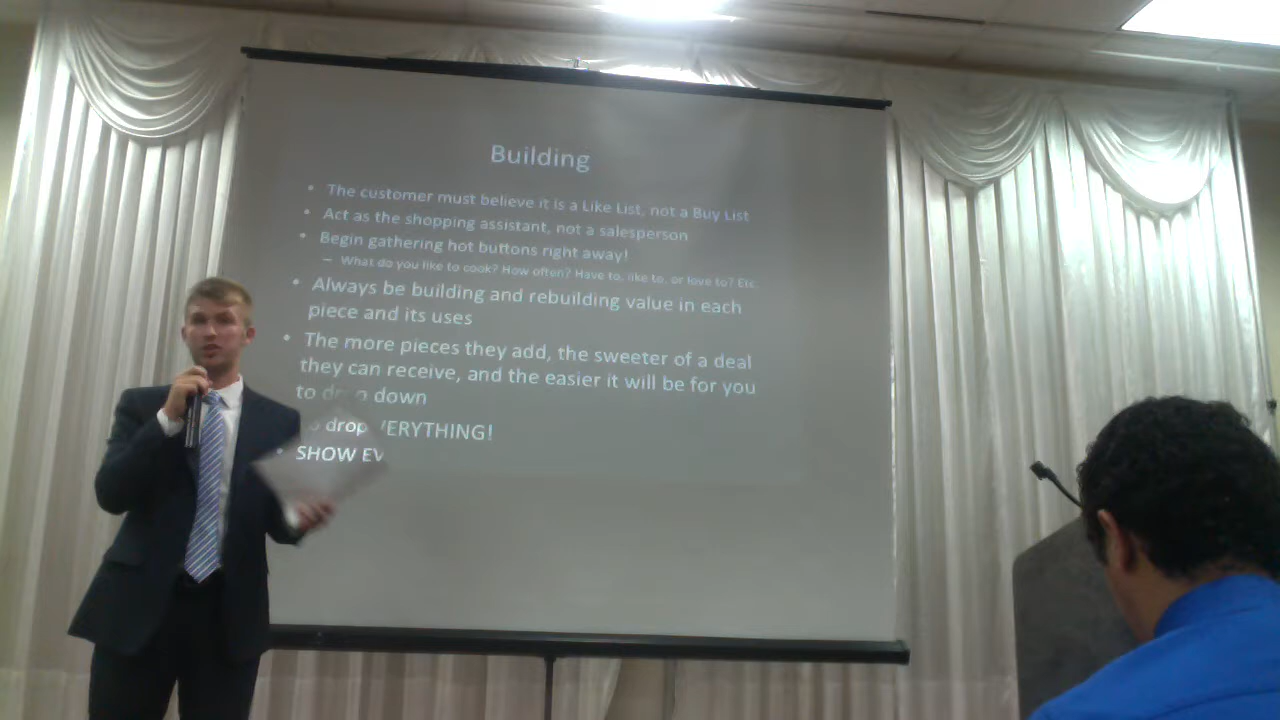 Building
• The customer must believe it is a Like List, not a Buy List
• Act as the shopping assistant, not a salesperson
• Begin gathering hot buttons right away!
– What do you like to cook? How often? Have to, like to, or love to? Etc.
• Always be building and rebuilding value in each
piece and its uses
• The more pieces they add, the sweeter of a deal
they can receive, and the easier it will be for you
to drop down
drop VERYTHING!
• SHOW EV